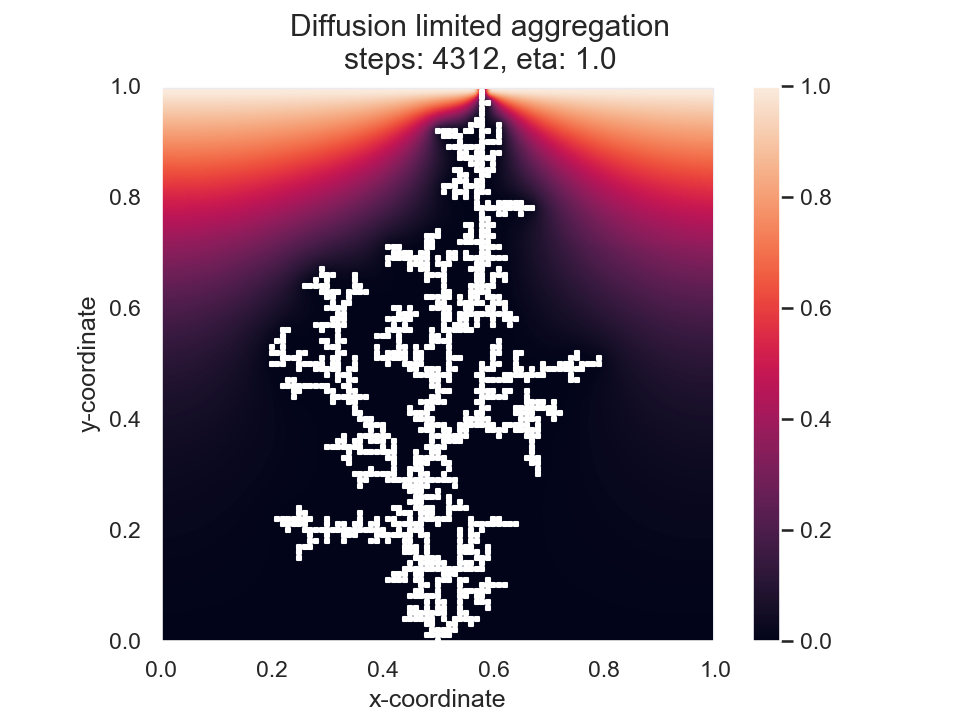 Diffusion limited aggregation
steps: 4312, eta: 1.0
1.0
0.8
0.6
0.4
0.2
0.0
y-coordinate
0.0 0.2 0.4 0.6 0.8 1.0
x-coordinate
1.0
0.8
0.6
0.4
0.2
0.0